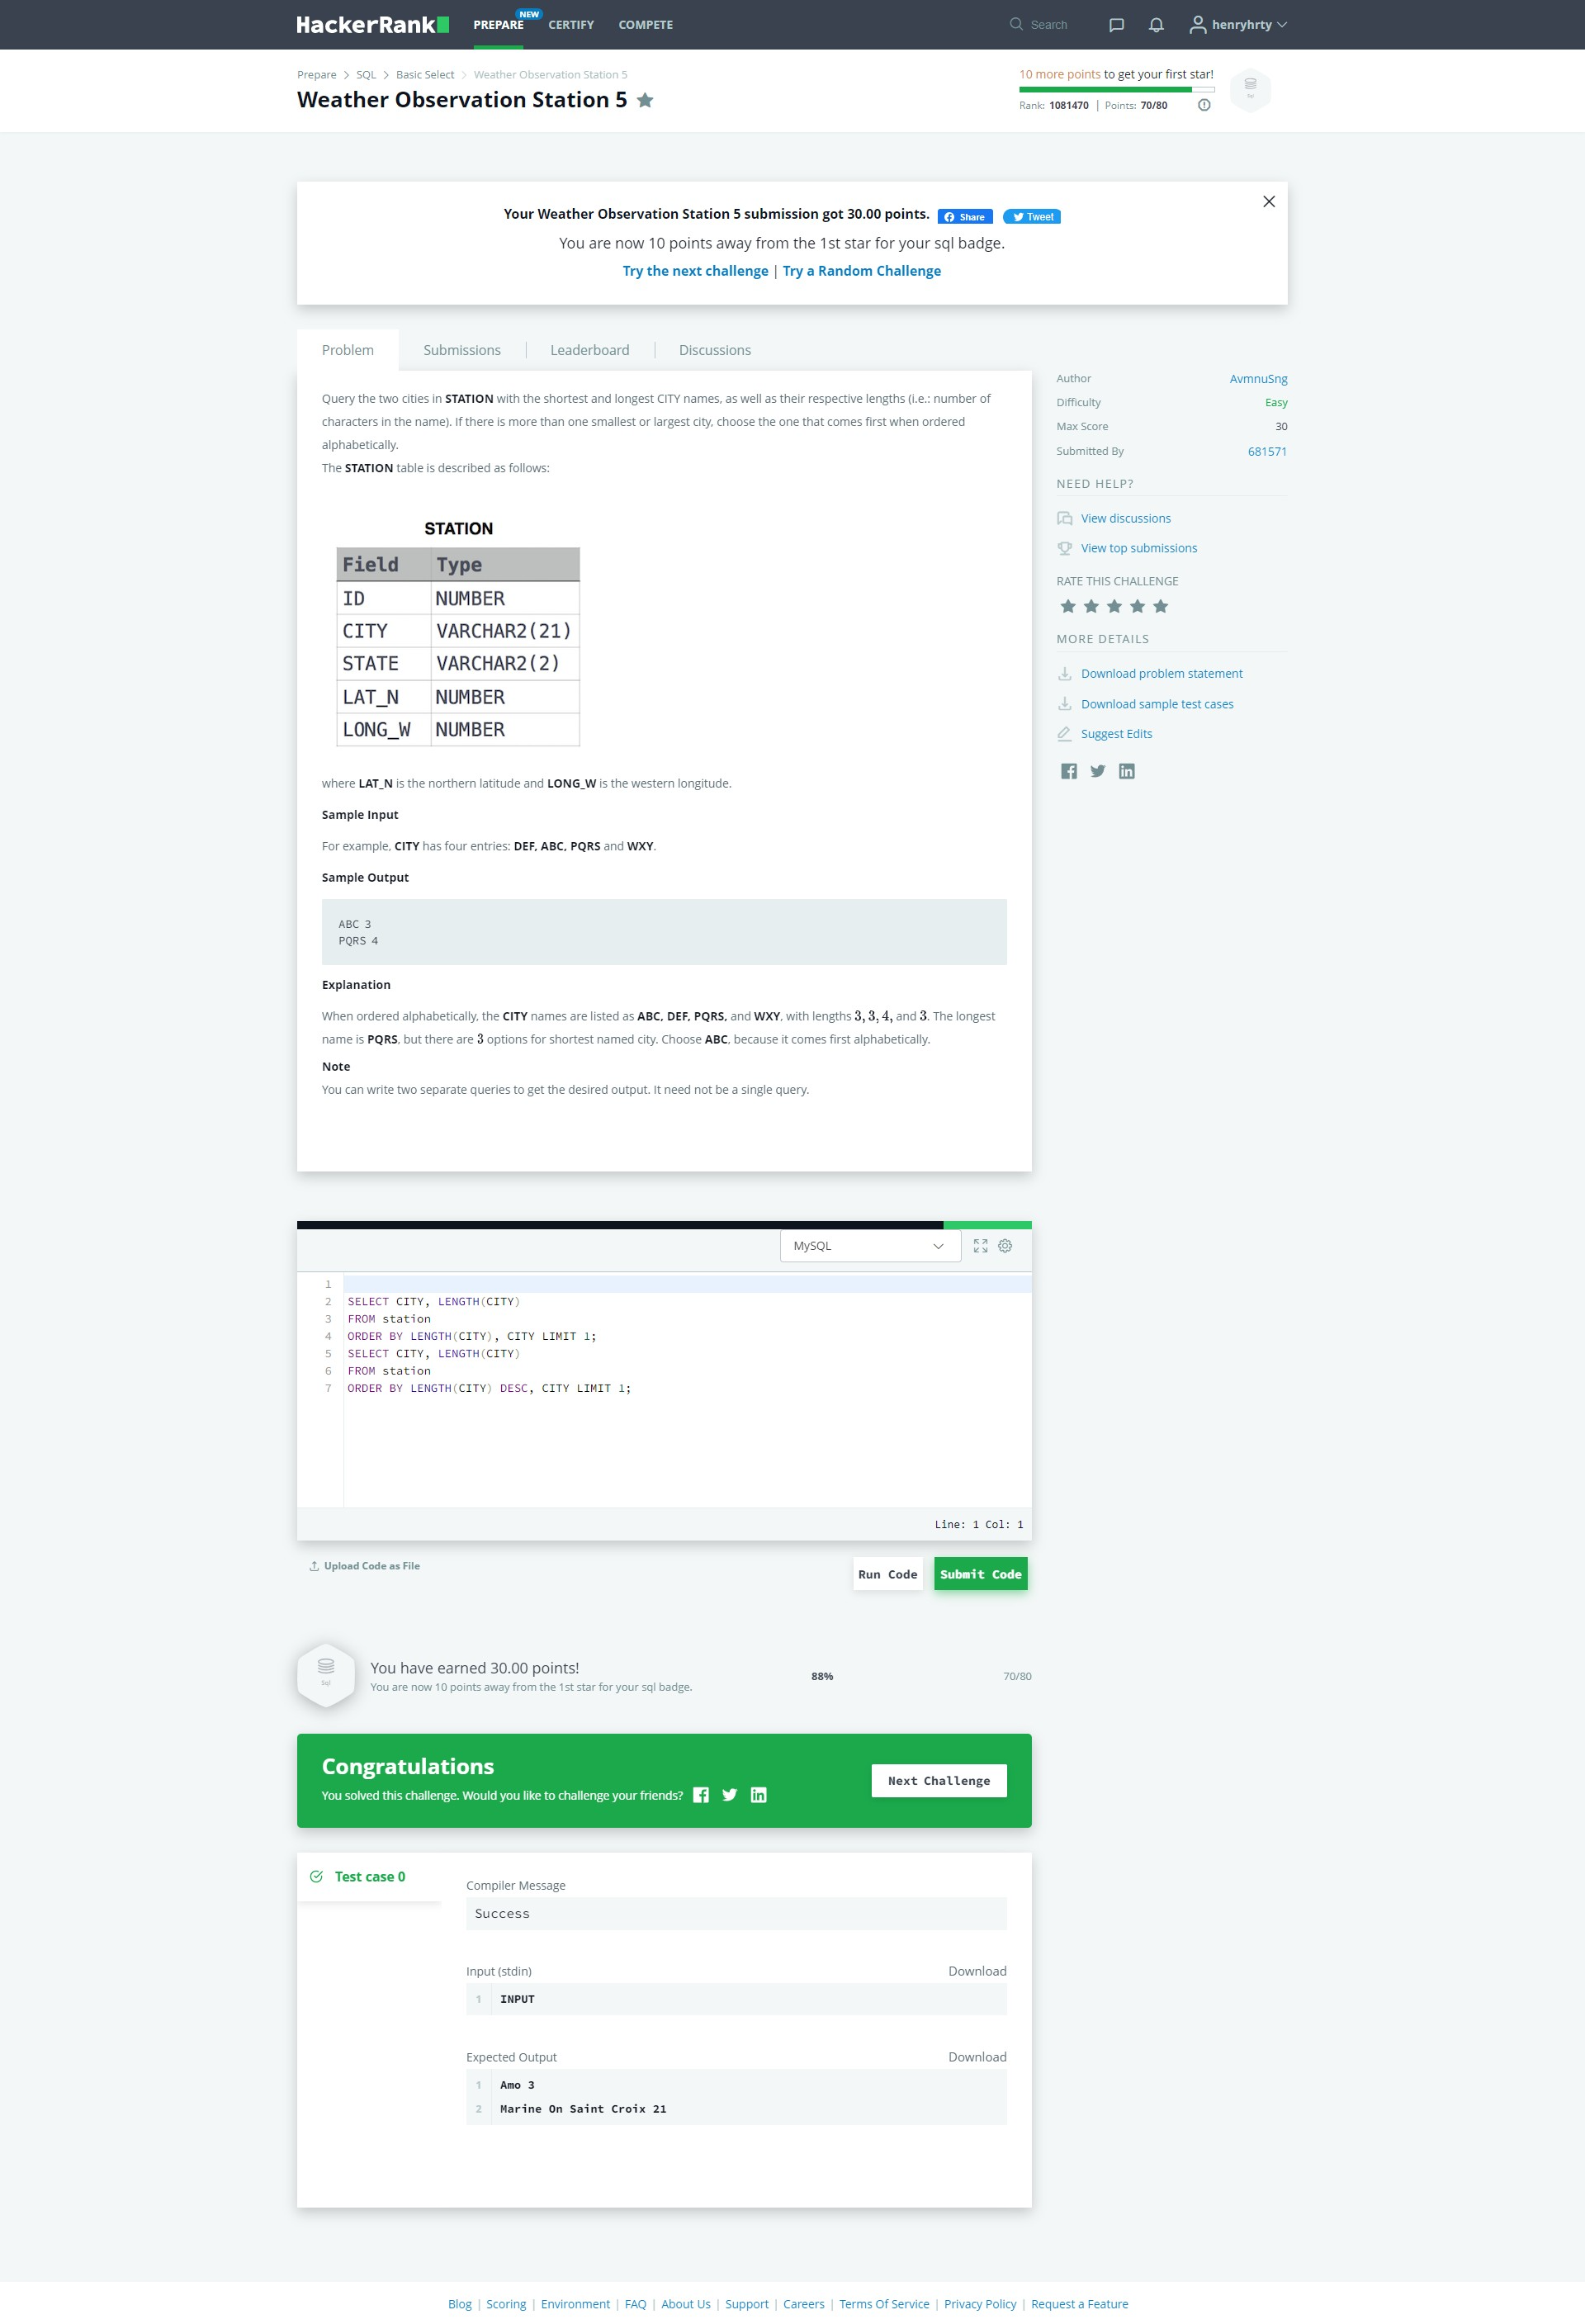 HackerRank
PREPARE
NEW
CERTIFY
COMPETE
Search
henryhrty
Prepare > SQL > Basic Select > Weather Observation Station 5
Weather Observation Station 5
10 more points to get your first star!
Rank: 1081470 | Points: 70/80
Sql
Your Weather Observation Station 5 submission got 30.00 points.
Share
Tweet
You are now 10 points away from the 1st star for your sql badge.
Try the next challenge | Try a Random Challenge
Problem
Submissions
Leaderboard
Discussions
Query the two cities in STATION with the shortest and longest CITY names, as well as their respective lengths (i.e.: number of
characters in the name). If there is more than one smallest or largest city, choose the one that comes first when ordered
alphabetically.
The STATION table is described as follows:
STATION
Field Type
ID NUMBER
CITY VARCHAR2(21)
STATE VARCHAR2(2)
LAT_N NUMBER
LONG_W NUMBER
where LAT_N is the northern latitude and LONG_W is the western longitude.
Sample Input
For example, CITY has four entries: DEF, ABC, PQRS and WXY.
Sample Output
ABC 3
PQRS 4
Explanation
When ordered alphabetically, the CITY names are listed as ABC, DEF, PQRS, and WXY, with lengths 3, 3, 4, and 3. The longest
name is PQRS, but there are 3 options for shortest named city. Choose ABC, because it comes first alphabetically.
Note
You can write two separate queries to get the desired output. It need not be a single query.
Author AvmnuSng
Difficulty Easy
Max Score 30
Submitted By 681571
NEED HELP?
View discussions
View top submissions
RATE THIS CHALLENGE
MORE DETAILS
Download problem statement
Download sample test cases
Suggest Edits
MySQL
1
2 SELECT CITY, LENGTH(CITY)
3 FROM station
4 ORDER BY LENGTH(CITY), CITY LIMIT 1;
5 SELECT CITY, LENGTH(CITY)
6 FROM station
7 ORDER BY LENGTH(CITY) DESC, CITY LIMIT 1;
Line: 1 Col: 1
Upload Code as File
Run Code
Submit Code
Sql
You have earned 30.00 points!
You are now 10 points away from the 1st star for your sql badge.
88%
70/80
Congratulations
You solved this challenge. Would you like to challenge your friends?
Next Challenge
Test case 0
Compiler Message
Success
Input (stdin)
Download
1 INPUT
Expected Output
Download
1 Amo 3
2 Marine On Saint Croix 21
Blog | Scoring | Environment | FAQ | About Us | Support | Careers | Terms Of Service | Privacy Policy | Request a Feature